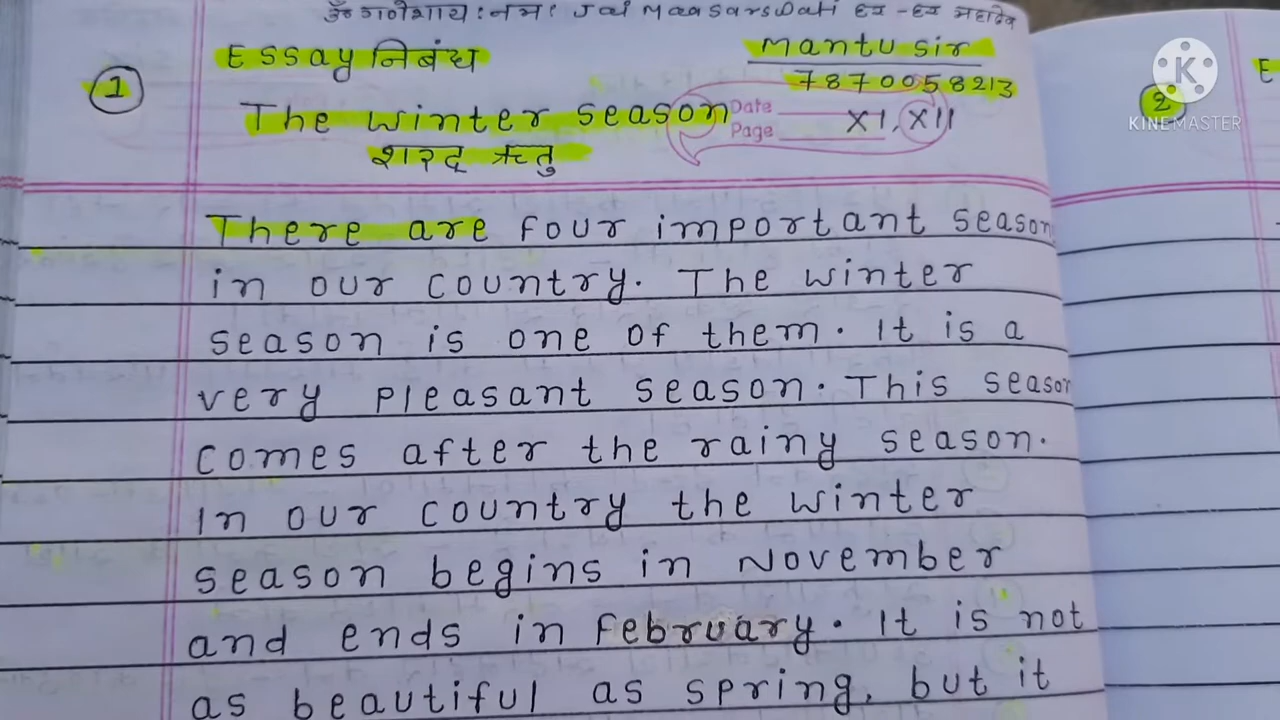 ॐ गणेशाय : नमः Jai Maa Sarswati हर - हर महादेव
Essay निबंध
Mantu Sir
7870058213
1
The winter season
Date
Page
XI, XII
शरद ऋतु
There are four important season
in our country. The winter
season is one of them. It is a
very pleasant season. This season
comes after the rainy season.
In our country the winter
season begins in November
and ends in February. It is not
as beautiful as spring, but it
2
E
K
KINEMASTER